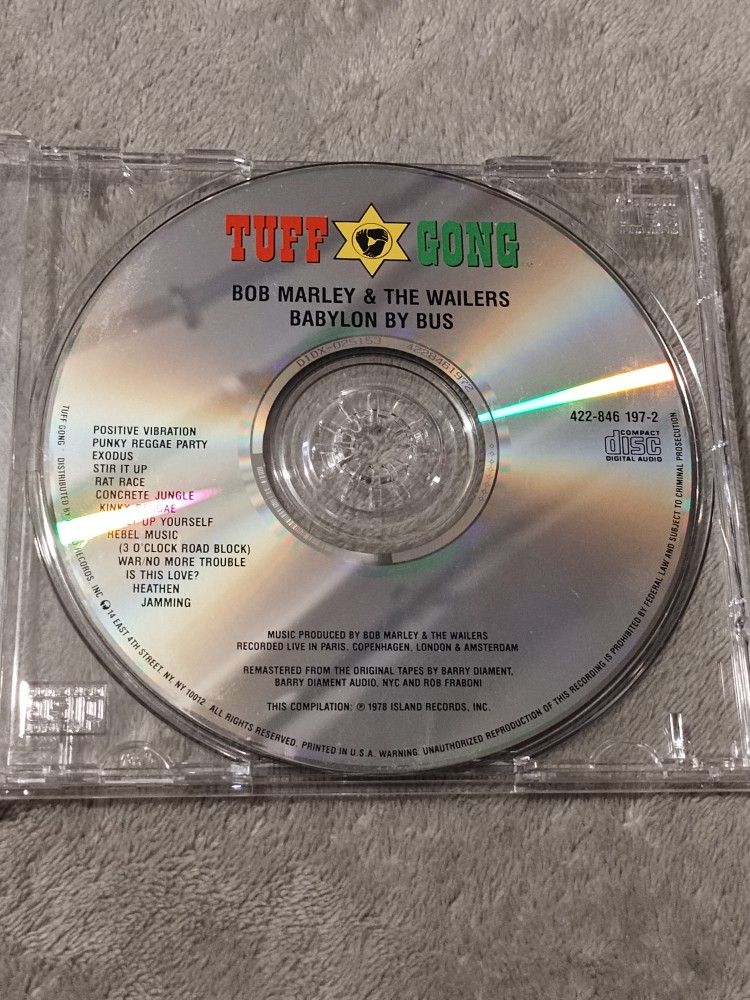 TUFF GONG
BOB MARLEY & THE WAILERS
BABYLON BY BUS
DIDX-025153 4228461972
POSITIVE VIBRATION
PUNKY REGGAE PARTY
EXODUS
STIR IT UP
RAT RACE
CONCRETE JUNGLE
KINKY REGGAE
UP YOURSELF
REBEL MUSIC
(3 O'CLOCK ROAD BLOCK)
WAR/NO MORE TROUBLE
IS THIS LOVE?
HEATHEN
JAMMING
422-846 197-2
COMPACT
disc
DIGITAL AUDIO
MUSIC PRODUCED BY BOB MARLEY & THE WAILERS
RECORDED LIVE IN PARIS, COPENHAGEN, LONDON & AMSTERDAM
REMASTERED FROM THE ORIGINAL TAPES BY BARRY DIAMENT,
BARRY DIAMENT AUDIO, NYC AND ROB FRABONI
THIS COMPILATION: ℗ 1978 ISLAND RECORDS, INC.
TUFF GONG · DISTRIBUTED BY RECORDS, INC. 14 EAST 4TH STREET, NY, NY 10012 ALL RIGHTS RESERVED. PRINTED IN U.S.A. WARNING: UNAUTHORIZED REPRODUCTION OF THIS RECORDING IS PROHIBITED BY FEDERAL LAW AND SUBJECT TO CRIMINAL PROSECUTION